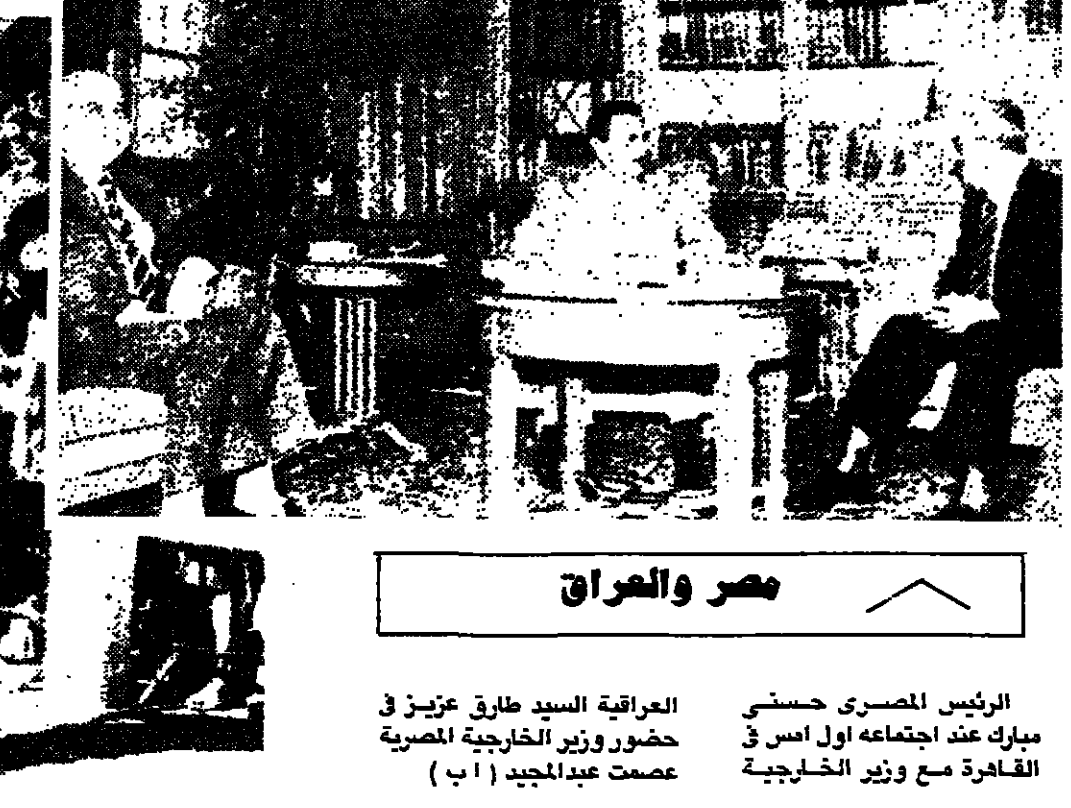 مصر والعراق
الرئيس المصرى حسنى
مبارك عند اجتماعه اول امس فى
القاهرة مع وزير الخارجية
العراقية السيد طارق عزيز فى
حضور وزير الخارجية المصرية
عصمت عبدالمجيد ( ا ب )